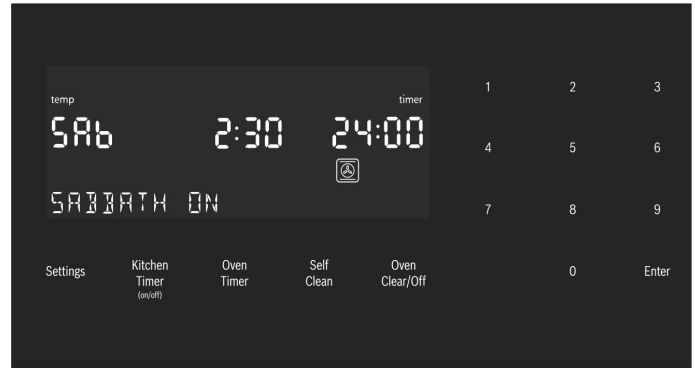 temp timer
SAb 2:30 24:00
SABBATH ON
1 2 3
4 5 6
7 8 9
0 Enter
Settings
Kitchen
Timer
(on/off)
Oven
Timer
Self
Clean
Oven
Clear/Off